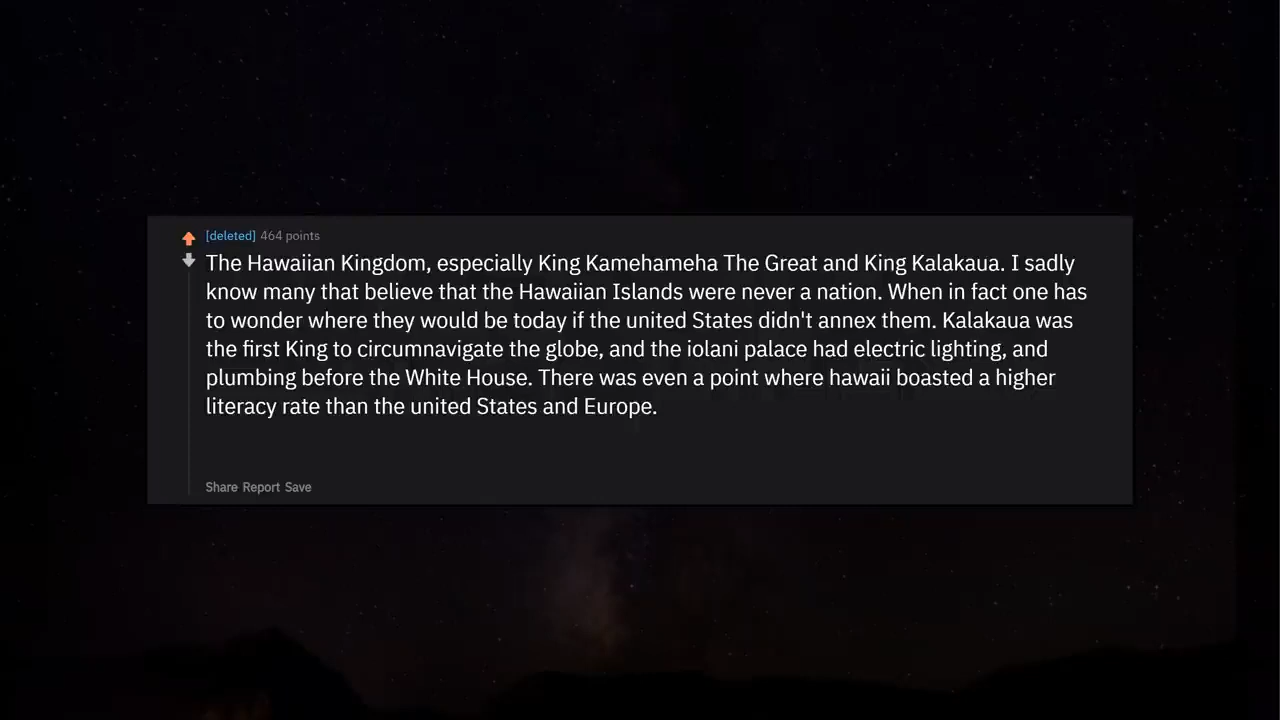 [deleted] 464 points
The Hawaiian Kingdom, especially King Kamehameha The Great and King Kalakaua. I sadly
know many that believe that the Hawaiian Islands were never a nation. When in fact one has
to wonder where they would be today if the united States didn't annex them. Kalakaua was
the first King to circumnavigate the globe, and the iolani palace had electric lighting, and
plumbing before the White House. There was even a point where hawaii boasted a higher
literacy rate than the united States and Europe.
Share Report Save